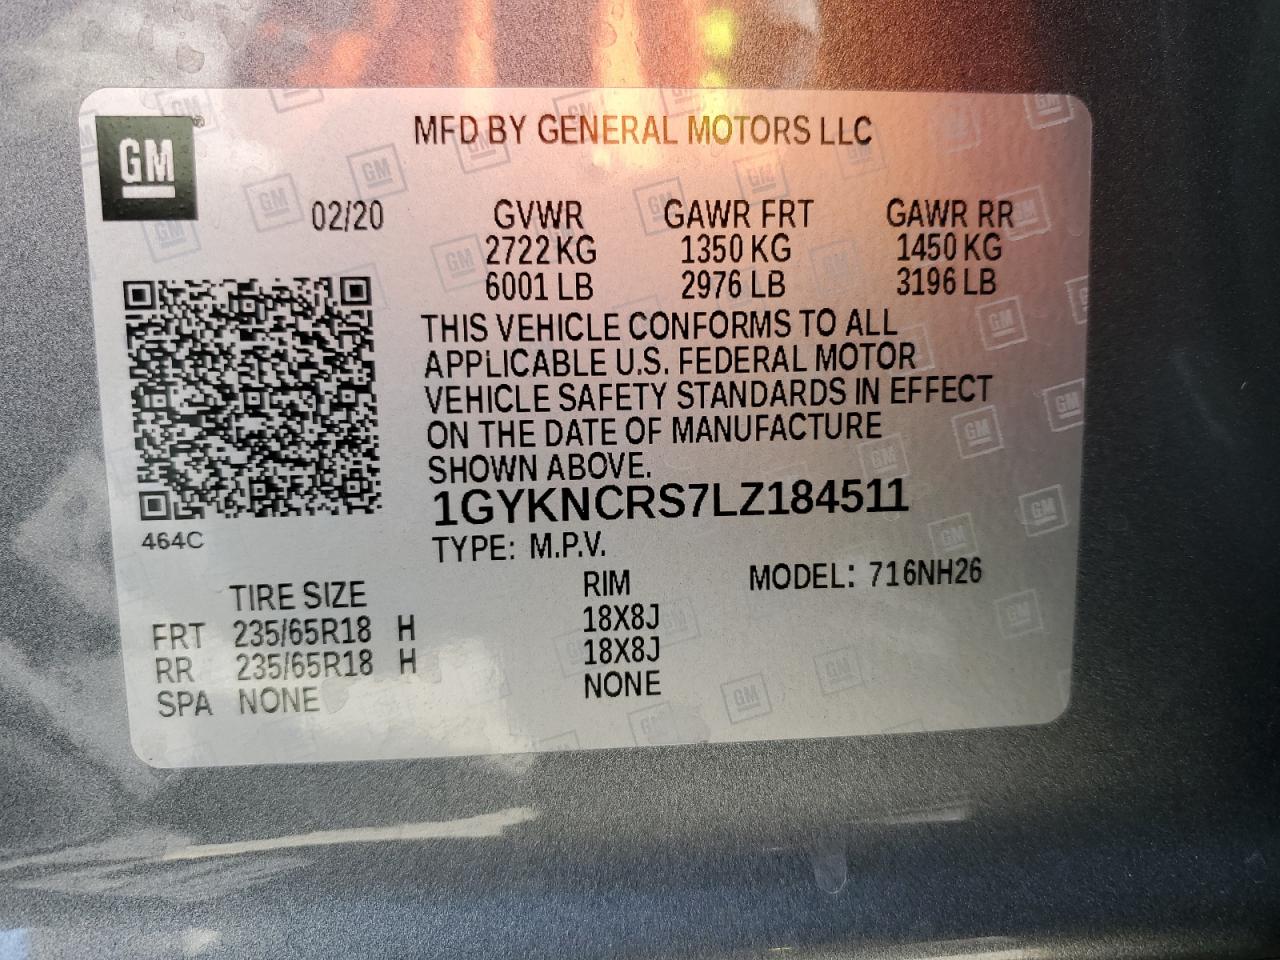 MFD BY GENERAL MOTORS LLC
GM
02/20 GVWR GAWR FRT GAWR RR
2722 KG 1350 KG 1450 KG
6001 LB 2976 LB 3196 LB
THIS VEHICLE CONFORMS TO ALL
APPLICABLE U.S. FEDERAL MOTOR
VEHICLE SAFETY STANDARDS IN EFFECT
ON THE DATE OF MANUFACTURE
SHOWN ABOVE.
1GYKNCRS7LZ184511
464C
TYPE: M.P.V.
TIRE SIZE RIM MODEL: 716NH26
FRT 235/65R18 H 18X8J
RR 235/65R18 H 18X8J
SPA NONE NONE